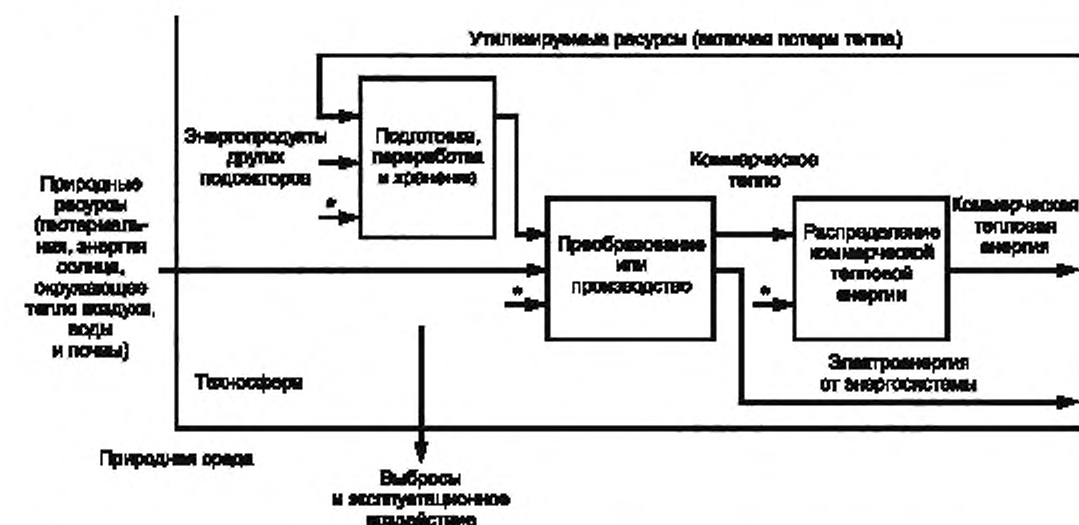 Утилизируемые ресурсы (включая потери тепла)
Энергопродукты
других
подсекторов
*
Подготовка,
переработка
и хранение
Природные
ресурсы
(геотермаль-
ная, энергия
солнца,
окружающее
тепло воздуха,
воды
и почвы)
Преобразование
или
производство
*
Коммерческое
тепло
Распределение
коммерческой
тепловой
энергии
*
Коммерческая
тепловая
энергия
Электроэнергия
от энергосистемы
Техносфера
Природная среда
Выбросы
и эксплуатационное
воздействие